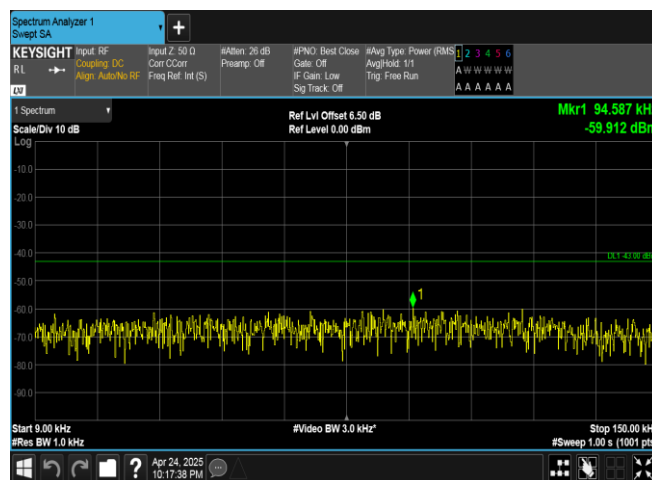 Spectrum Analyzer 1
Swept SA
+
KEYSIGHT Input: RF Input Z: 50 Ω #Atten: 26 dB #PNO: Best Close #Avg Type: Power (RMS 1 2 3 4 5 6
R L Coupling: DC Corr CCorr Preamp: Off Gate: Off Avg|Hold: 1/1 A W W W W W
Align: Auto/No RF Freq Ref: Int (S) IF Gain: Low Trig: Free Run
LXI Sig Track: Off A A A A A A
1 Spectrum Ref Lvl Offset 6.50 dB Mkr1 94.587 kH
Scale/Div 10 dB Ref Level 0.00 dBm -59.912 dBm
Log
-10.0
-20.0
-30.0
-40.0
DL1 -43.00 dB
-50.0
1
-60.0
-70.0
-80.0
-90.0
Start 9.00 kHz #Video BW 3.0 kHz* Stop 150.00 kH
#Res BW 1.0 kHz #Sweep 1.00 s (1001 pts
? Apr 24, 2025
10:17:38 PM